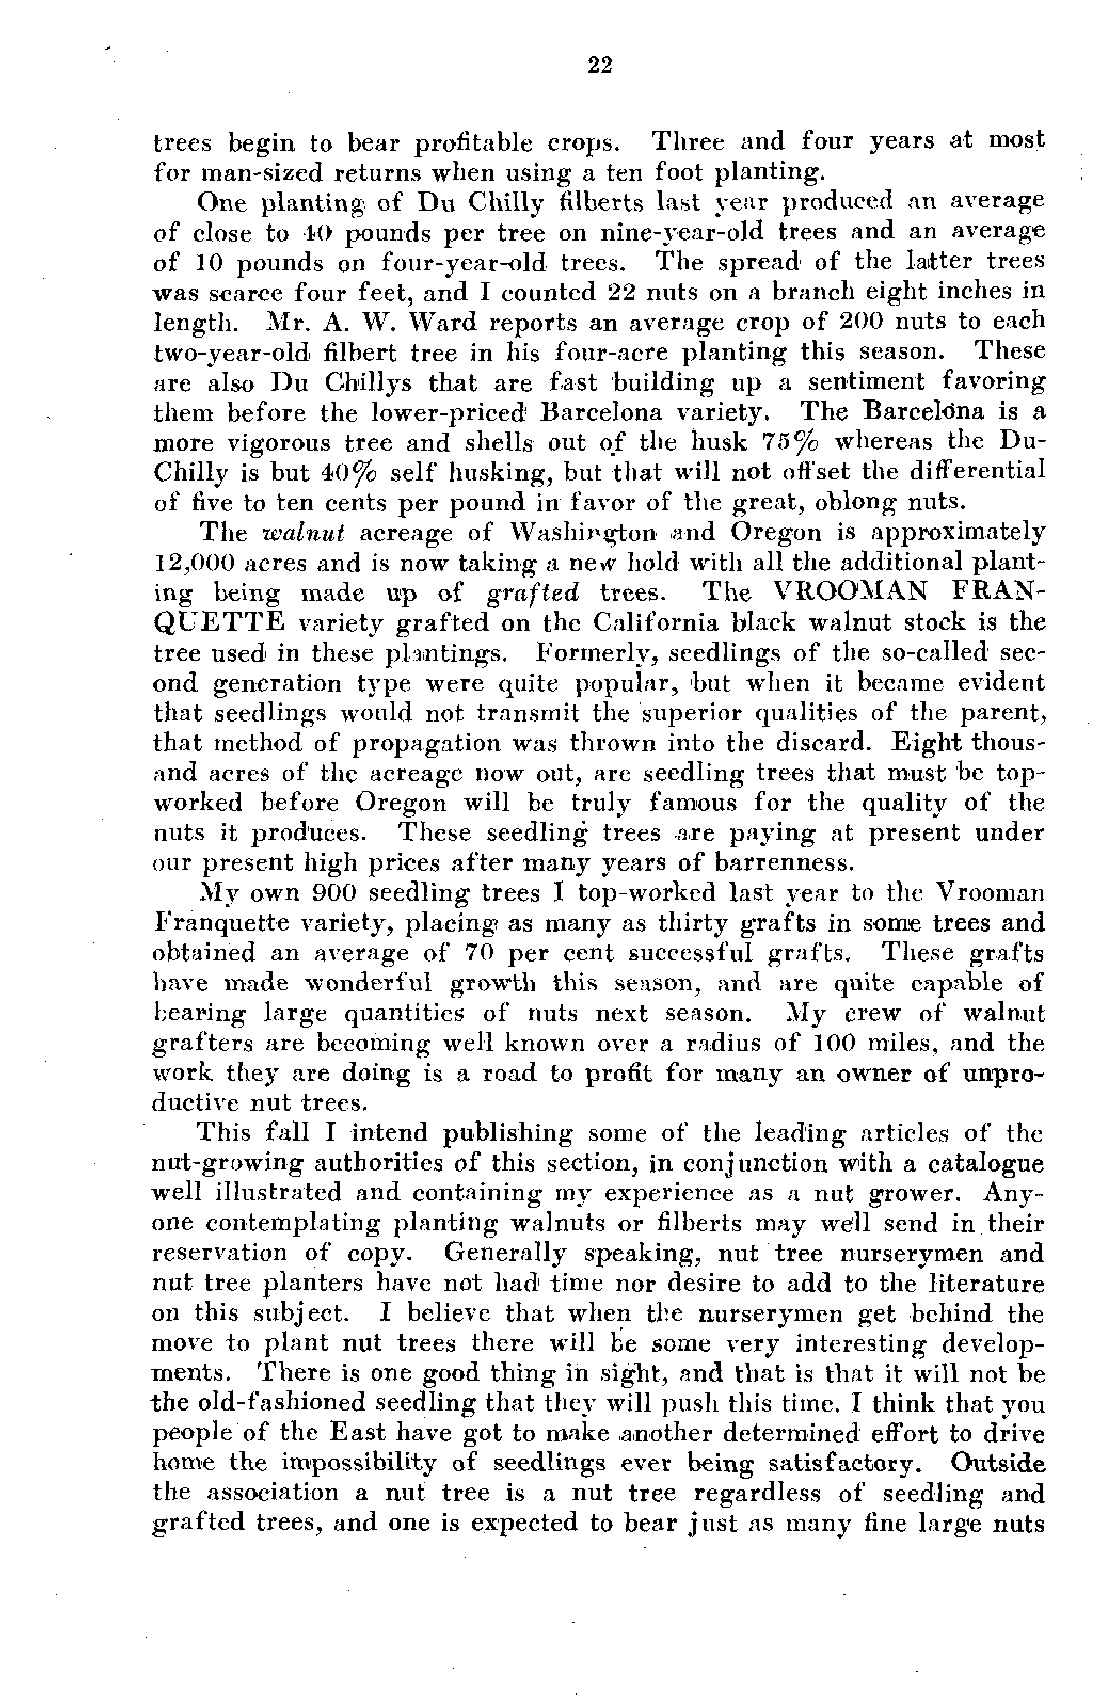 22
trees begin to bear profitable crops. Three and four years at most
for man-sized returns when using a ten foot planting.
One planting of Du Chilly filberts last year produced an average
of close to 40 pounds per tree on nine-year-old trees and an average
of 10 pounds on four-year-old trees. The spread of the latter trees
was scarce four feet, and I counted 22 nuts on a branch eight inches in
length. Mr. A. W. Ward reports an average crop of 200 nuts to each
two-year-old filbert tree in his four-acre planting this season. These
are also Du Chillys that are fast building up a sentiment favoring
them before the lower-priced Barcelona variety. The Barcelona is a
more vigorous tree and shells out of the husk 75% whereas the Du-
Chilly is but 40% self husking, but that will not offset the differential
of five to ten cents per pound in favor of the great, oblong nuts.
The walnut acreage of Washington and Oregon is approximately
12,000 acres and is now taking a new hold with all the additional plant-
ing being made up of grafted trees. The VROOMAN FRAN-
QUETTE variety grafted on the California black walnut stock is the
tree used in these plantings. Formerly, seedlings of the so-called sec-
ond generation type were quite popular, but when it became evident
that seedlings would not transmit the superior qualities of the parent,
that method of propagation was thrown into the discard. Eight thous-
and acres of the acreage now out, are seedling trees that must be top-
worked before Oregon will be truly famous for the quality of the
nuts it produces. These seedling trees are paying at present under
our present high prices after many years of barrenness.
My own 900 seedling trees I top-worked last year to the Vrooman
Franquette variety, placing as many as thirty grafts in some trees and
obtained an average of 70 per cent successful grafts. These grafts
have made wonderful growth this season, and are quite capable of
bearing large quantities of nuts next season. My crew of walnut
grafters are becoming well known over a radius of 100 miles, and the
work they are doing is a road to profit for many an owner of unpro-
ductive nut trees.
This fall I intend publishing some of the leading articles of the
nut-growing authorities of this section, in conjunction with a catalogue
well illustrated and containing my experience as a nut grower. Any-
one contemplating planting walnuts or filberts may well send in their
reservation of copy. Generally speaking, nut tree nurserymen and
nut tree planters have not had time nor desire to add to the literature
on this subject. I believe that when the nurserymen get behind the
move to plant nut trees there will be some very interesting develop-
ments. There is one good thing in sight, and that is that it will not be
the old-fashioned seedling that they will push this time. I think that you
people of the East have got to make another determined effort to drive
home the impossibility of seedlings ever being satisfactory. Outside
the association a nut tree is a nut tree regardless of seedling and
grafted trees, and one is expected to bear just as many fine large nuts